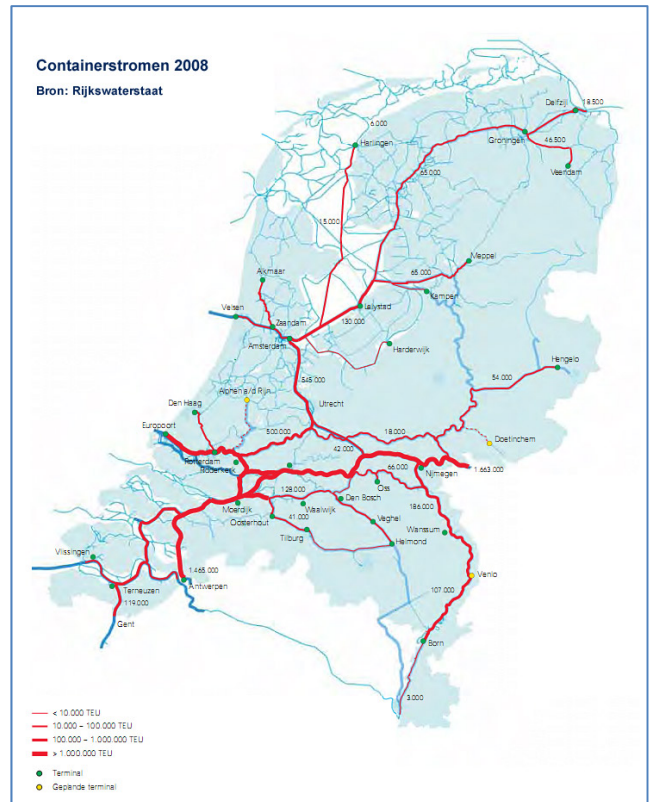 Containerstromen 2008
Bron: Rijkswaterstaat
Delfzijl
18.500
6.000
Harlingen
Groningen
46.500
65.000
Veendam
15.000
Meppel
Alkmaar
65.000
Kampen
Velsen
Lelystad
Zaandam
130.000
Amsterdam
Harderwijk
Hengelo
545.000
54.000
Alphen a/d Rijn
Den Haag
Utrecht
Europoort
500.000
18.000
Doetinchem
42.000
Rotterdam
Ridderkerk
66.000
1.663.000
Nijmegen
128.000
Oss
Den Bosch
Moerdijk
Waalwijk
186.000
Oosterhout
41.000
Veghel
Wanssum
Tilburg
Helmond
Vlissingen
1.465.000
Venlo
Terneuzen
Antwerpen
107.000
119.000
Gent
Born
3.000
< 10.000 TEU
10.000 – 100.000 TEU
100.000 – 1.000.000 TEU
> 1.000.000 TEU
Terminal
Geplande terminal